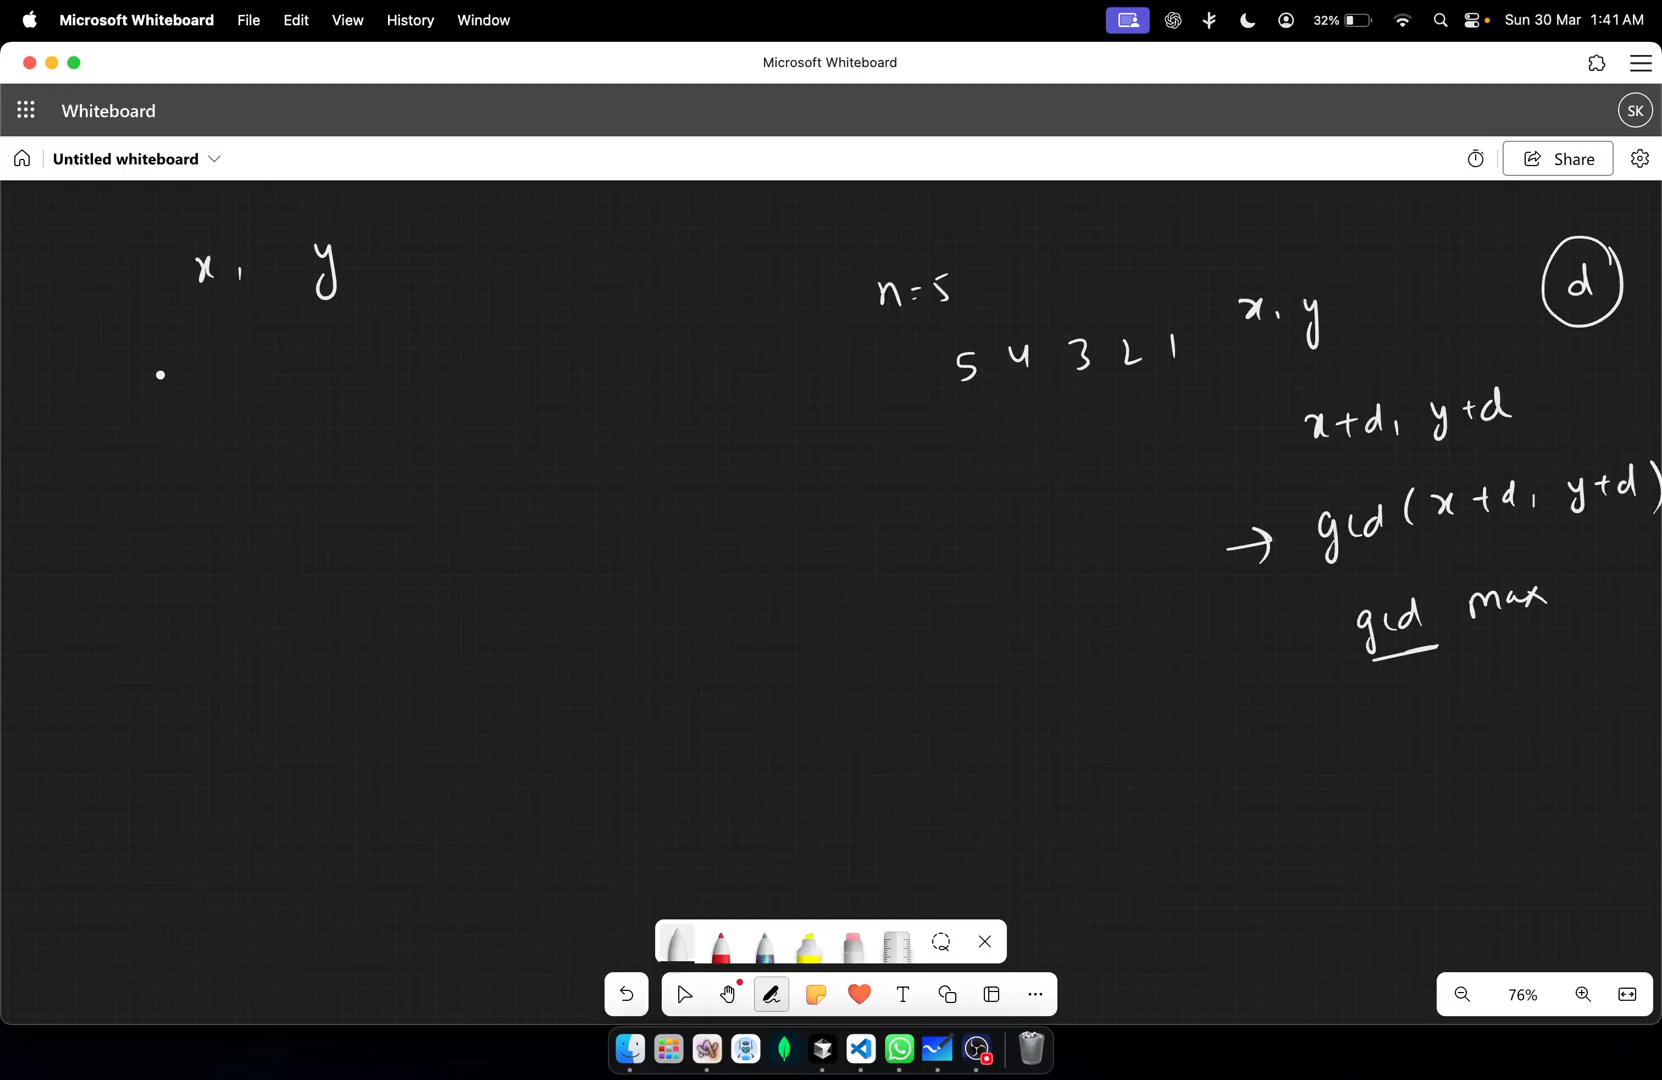 Microsoft Whiteboard File Edit View History Window 32% Sun 30 Mar 1:41 AM
Microsoft Whiteboard
Whiteboard SK
Untitled whiteboard Share
x, y
n=5
5 4 3 2 1
x, y
d
x+d, y+d
→ gcd(x+d, y+d)
gcd max
76%